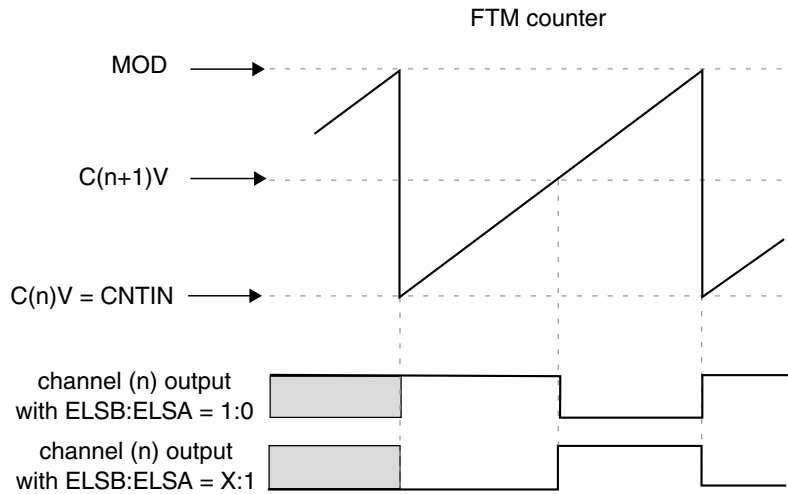 FTM counter
MOD
C(n+1)V
C(n)V = CNTIN
channel (n) output
with ELSB:ELSA = 1:0
channel (n) output
with ELSB:ELSA = X:1